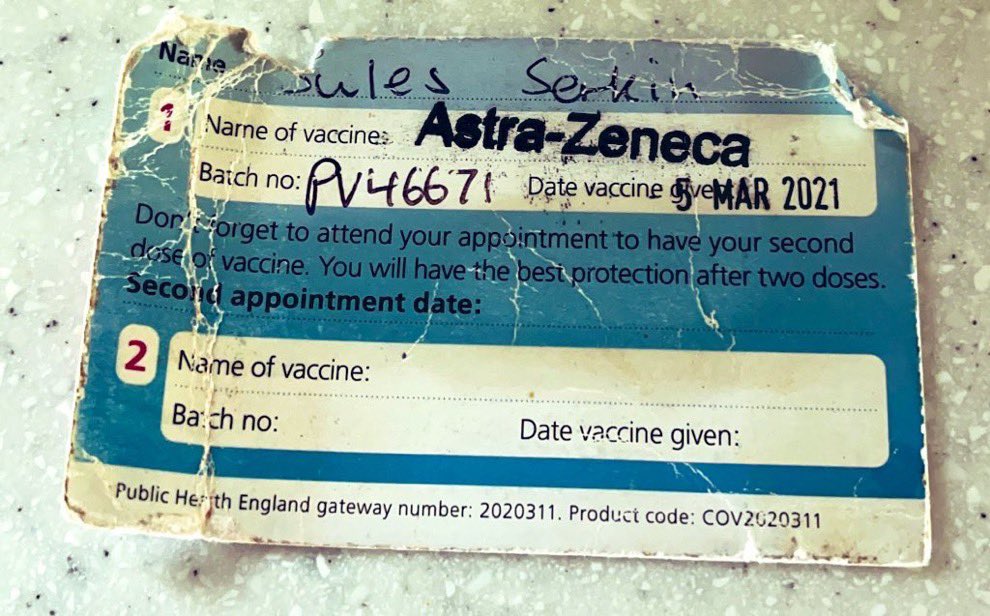 Name Jules Serkin
1 Name of vaccine: Astra-Zeneca
Batch no: PV46671 Date vaccine given 5 MAR 2021
Don't forget to attend your appointment to have your second
dose of vaccine. You will have the best protection after two doses.
Second appointment date:
2 Name of vaccine:
Batch no: Date vaccine given:
Public Health England gateway number: 2020311. Product code: COV2020311